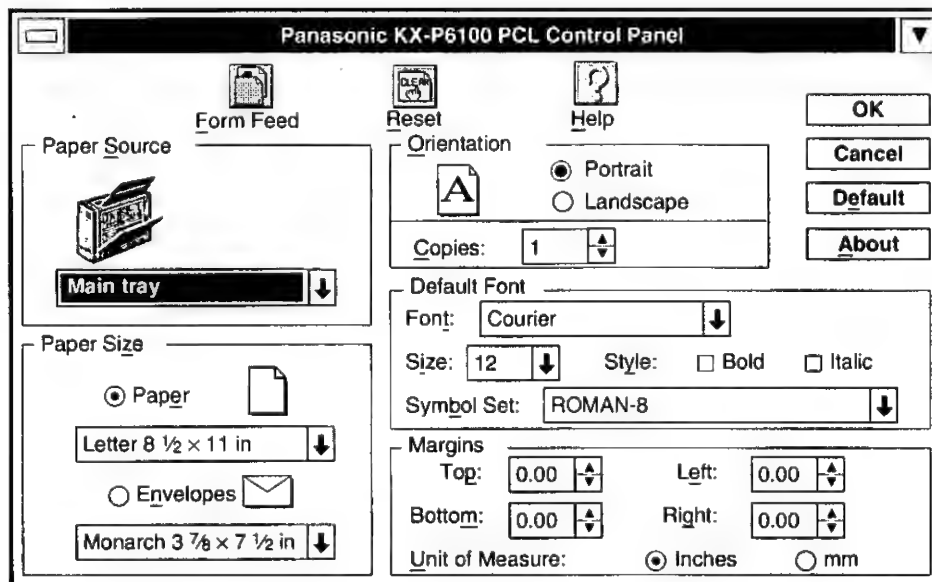 Panasonic KX-P6100 PCL Control Panel
CLEAR
Form Feed
Reset
Help
OK
Cancel
Default
About
Paper Source
Main tray
Orientation
A
Portrait
Landscape
Copies: 1
Default Font
Font: Courier
Size: 12 Style: Bold Italic
Symbol Set: ROMAN-8
Paper Size
Paper
Letter 8 ½ × 11 in
Envelopes
Monarch 3 ⅞ × 7 ½ in
Margins
Top: 0.00 Left: 0.00
Bottom: 0.00 Right: 0.00
Unit of Measure: Inches mm